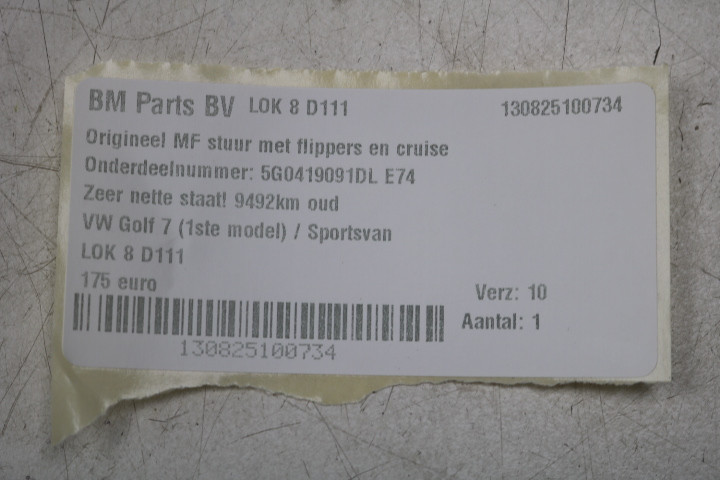 BM Parts BV LOK 8 D111 130825100734
Origineel MF stuur met flippers en cruise
Onderdeelnummer: 5G0419091DL E74
Zeer nette staat! 9492km oud
VW Golf 7 (1ste model) / Sportsvan
LOK 8 D111
175 euro
Verz: 10
Aantal: 1
130825100734